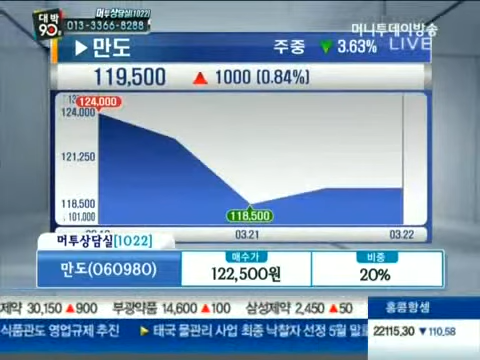 대박
90분
머투상담실(1022)
013-3366-8288
머니투데이방송
LIVE
▶만도
주중 ▼ 3.63%
119,500 ▲ 1000 (0.84%)
124,000
124,000
121,250
118,500
↓ 101,000
118,500
03.21
03.22
머투상담실[1022]
만도(060980)
매수가
122,500원
비중
20%
제약 30,150 ▲900 부광약품 14,600 ▲100 삼성제약 2,450 ▲50
식품관도 영업규제 추진 ▶ 태국 물관리 사업 최종 낙찰자 선정 5월 말
홍콩항셍
22115,30 ▼110,58